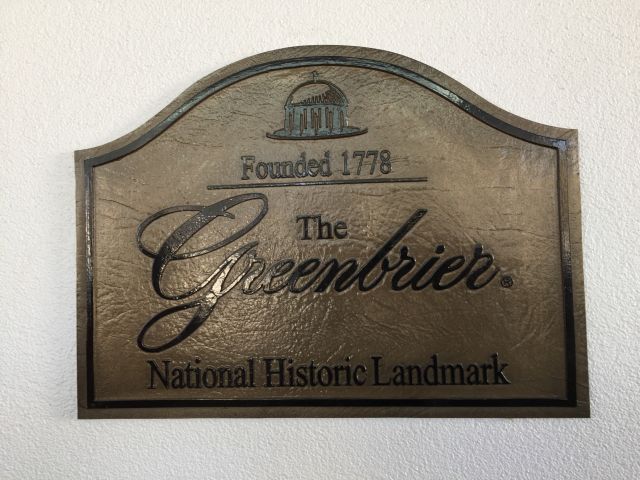 Founded 1778
The
Greenbrier®
National Historic Landmark